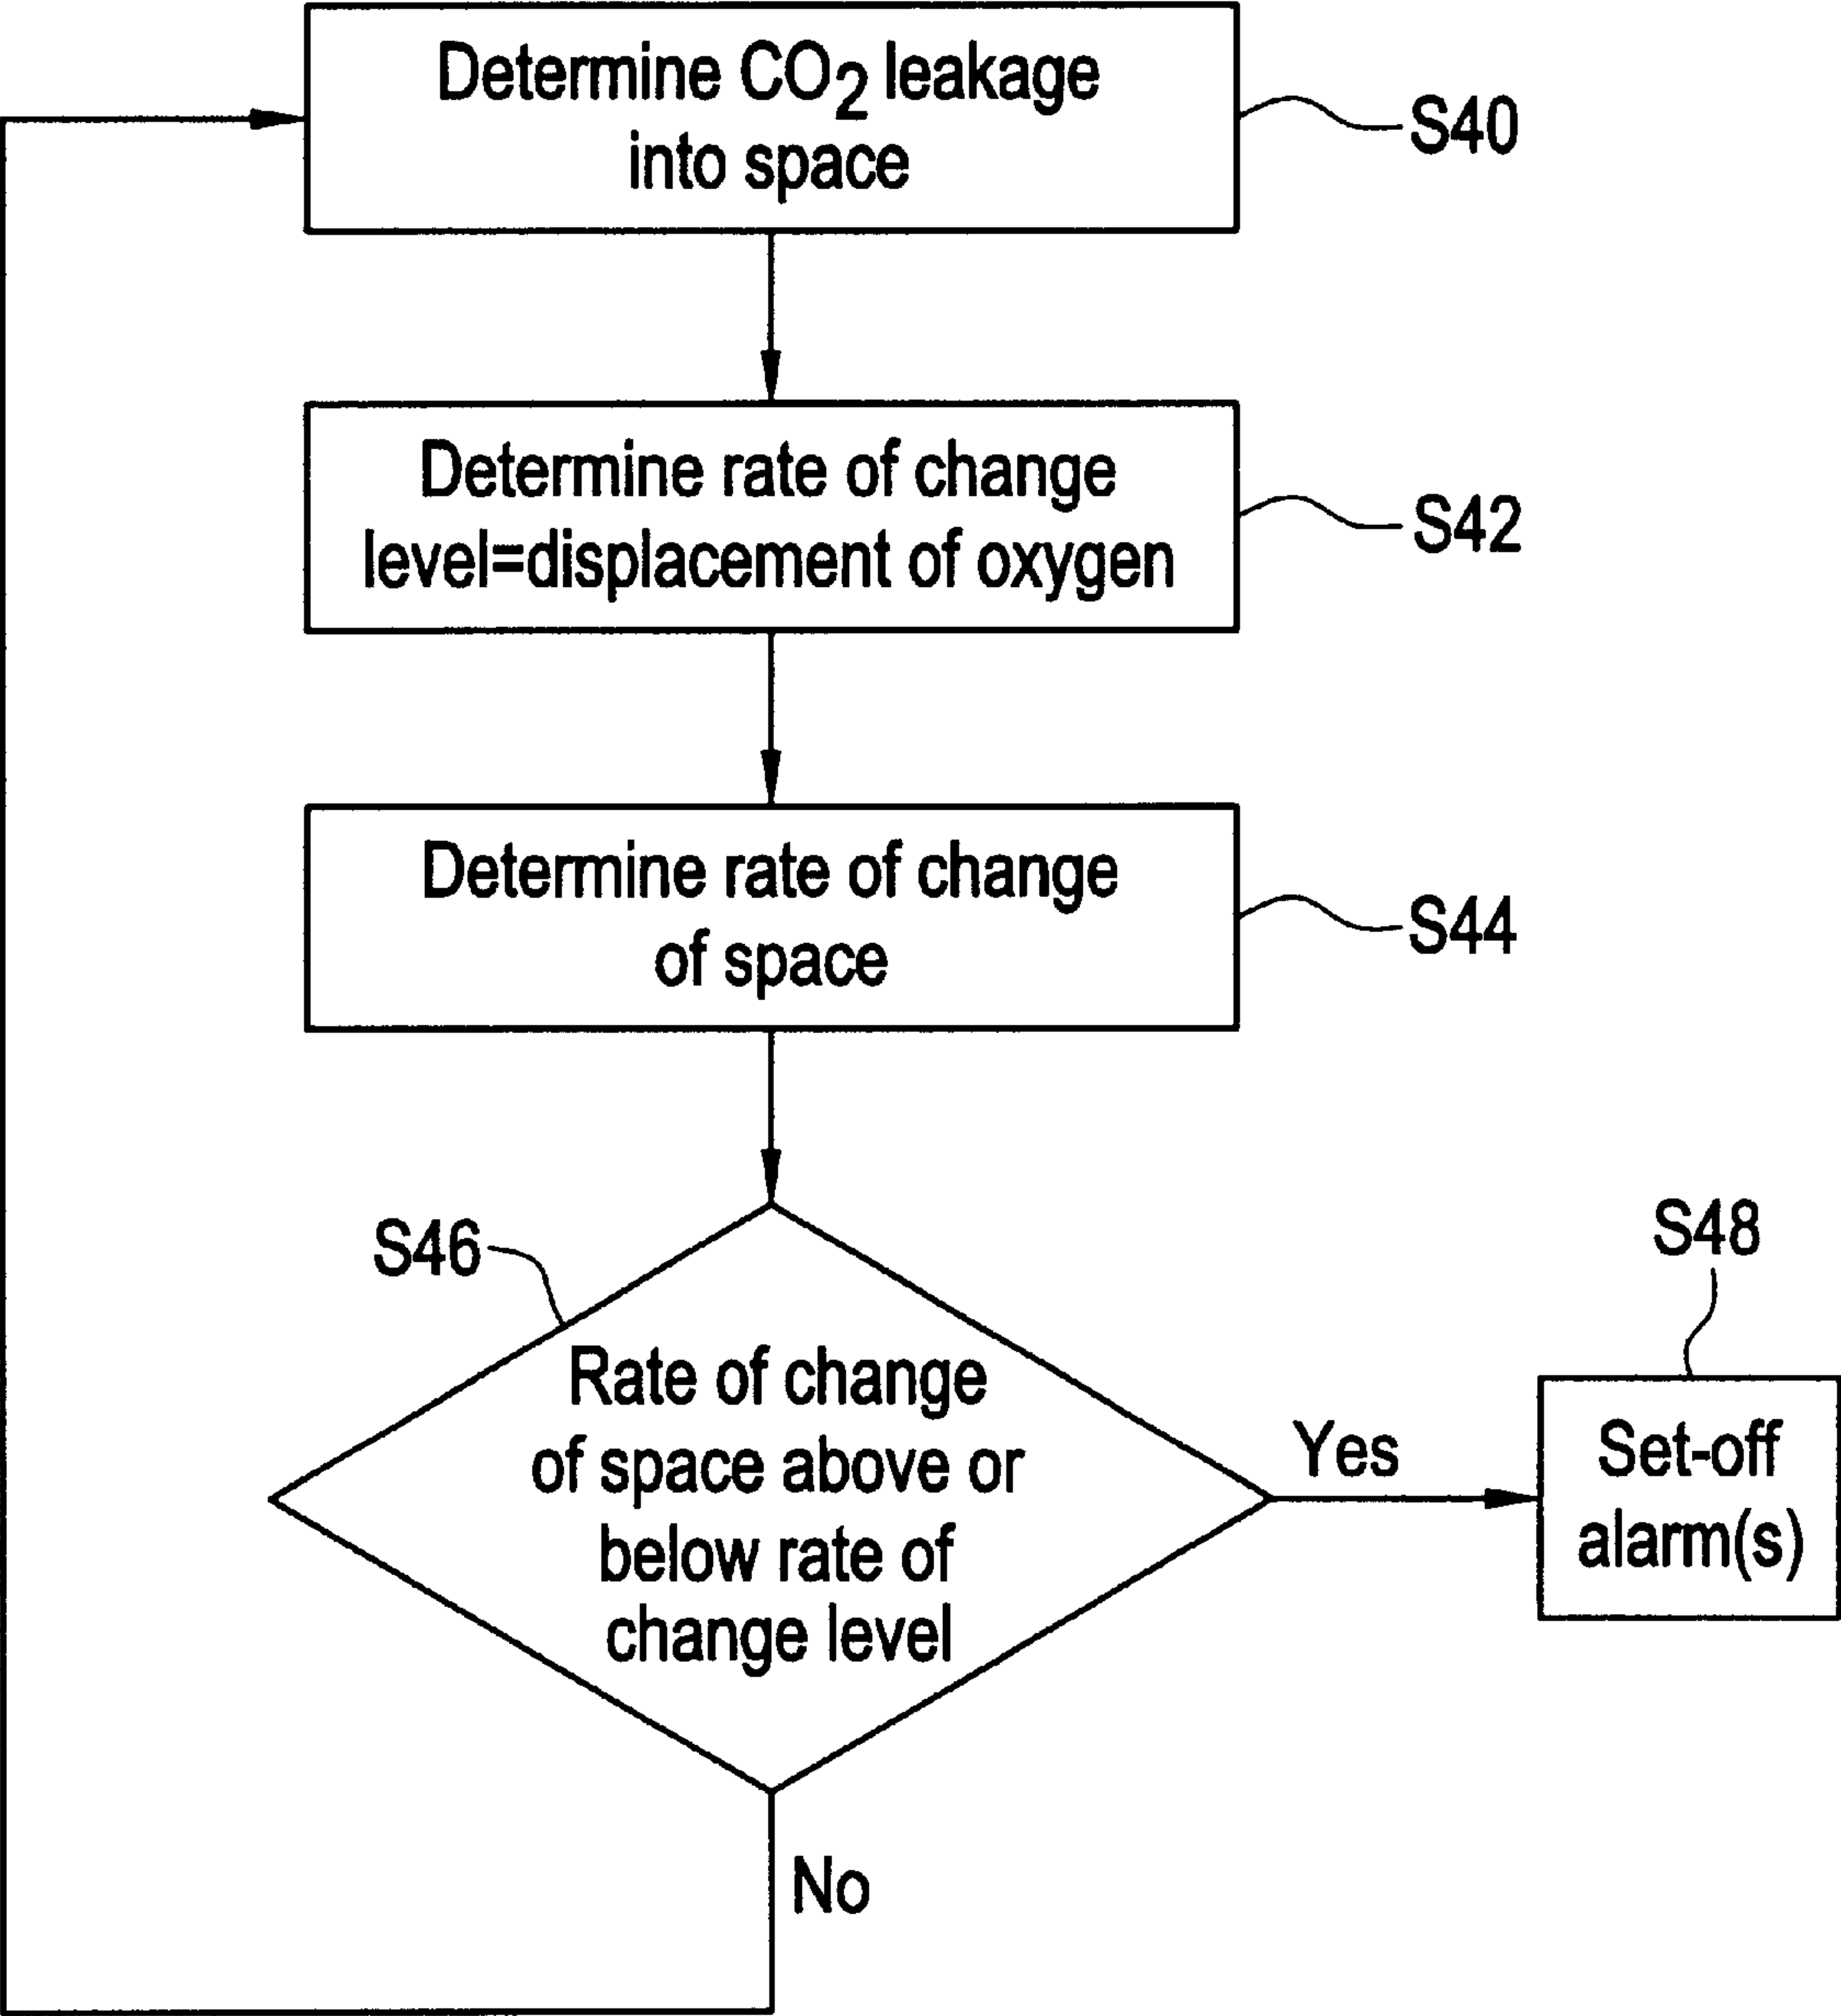 Determine CO2 leakage
into space
S40
Determine rate of change
level=displacement of oxygen
S42
Determine rate of change
of space
S44
S46
Rate of change
of space above or
below rate of
change level
Yes
S48
Set-off
alarm(s)
No